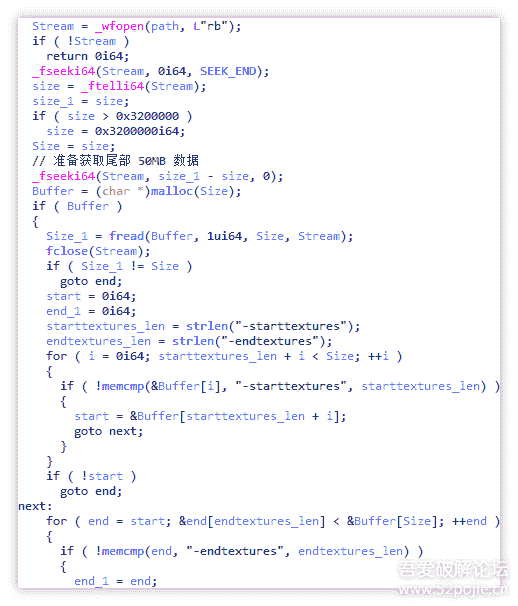 Stream = _wfopen(path, L"rb");
if ( !Stream )
return 0i64;
_fseeki64(Stream, 0i64, SEEK_END);
size = _ftelli64(Stream);
size_1 = size;
if ( size > 0x3200000 )
size = 0x3200000i64;
Size = size;
// 准备获取尾部 50MB 数据
_fseeki64(Stream, size_1 - size, 0);
Buffer = (char *)malloc(Size);
if ( Buffer )
{
Size_1 = fread(Buffer, 1ui64, Size, Stream);
fclose(Stream);
if ( Size_1 != Size )
goto end;
start = 0i64;
end_1 = 0i64;
starttextures_len = strlen("-starttextures");
endtextures_len = strlen("-endtextures");
for ( i = 0i64; starttextures_len + i < Size; ++i )
{
if ( !memcmp(&Buffer[i], "-starttextures", starttextures_len) )
{
start = &Buffer[starttextures_len + i];
goto next;
}
}
if ( !start )
goto end;
next:
for ( end = start; &end[endtextures_len] < &Buffer[Size]; ++end )
{
if ( !memcmp(end, "-endtextures", endtextures_len) )
{
end_1 = end;
吾爱破解论坛
www.52pojie.cn